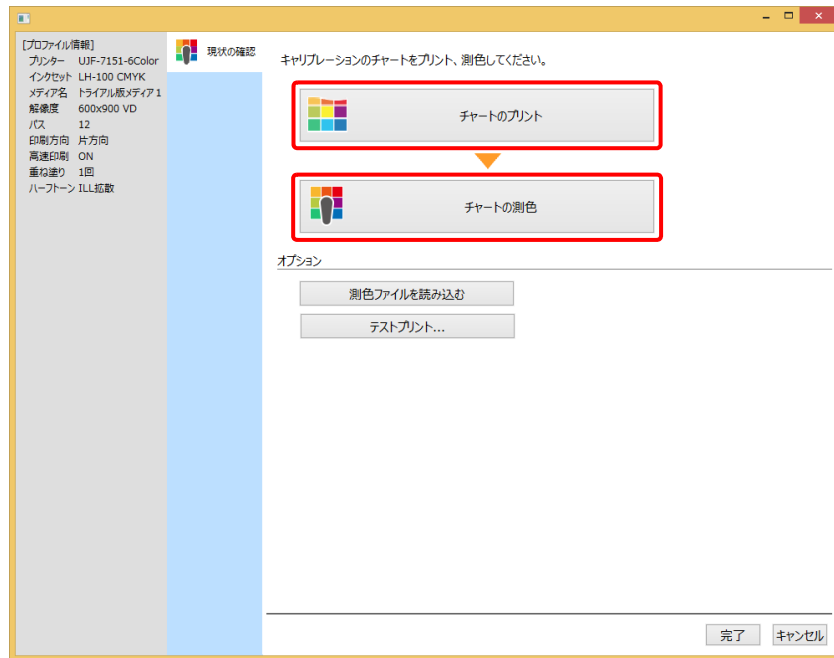 [プロファイル情報]
プリンター UJF-7151-6Color
インクセット LH-100 CMYK
メディア名 トライアル版メディア1
解像度 600x900 VD
パス 12
印刷方向 片方向
高速印刷 ON
重ね塗り 1回
ハーフトーン ILL拡散
現状の確認
キャリブレーションのチャートをプリント、測色してください。
チャートのプリント
チャートの測色
オプション
測色ファイルを読み込む
テストプリント...
完了
キャンセル